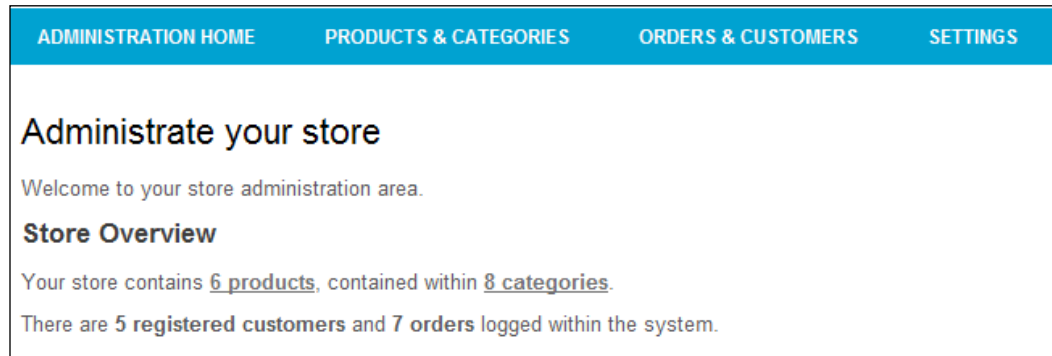 ADMINISTRATION HOME PRODUCTS & CATEGORIES ORDERS & CUSTOMERS SETTINGS
Administrate your store
Welcome to your store administration area.
Store Overview
Your store contains 6 products, contained within 8 categories.
There are 5 registered customers and 7 orders logged within the system.